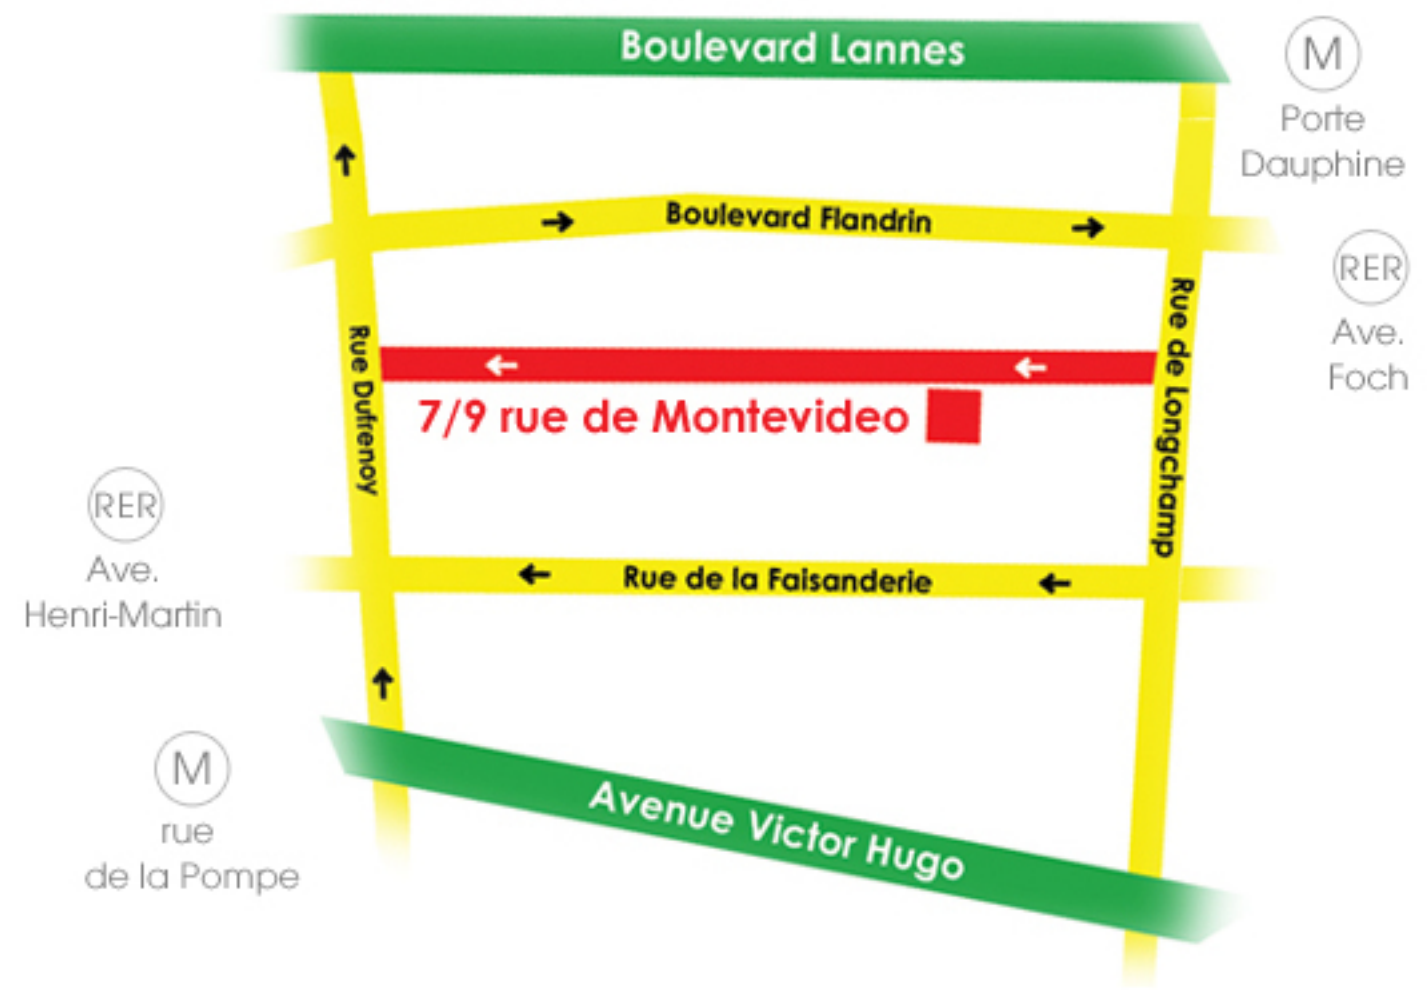 Boulevard Lannes
M
Porte
Dauphine
Boulevard Flandrin
RER
Ave.
Foch
Rue Dufrenoy
Rue de Longchamp
7/9 rue de Montevideo
RER
Ave.
Henri-Martin
Rue de la Faisanderie
M
rue
de la Pompe
Avenue Victor Hugo